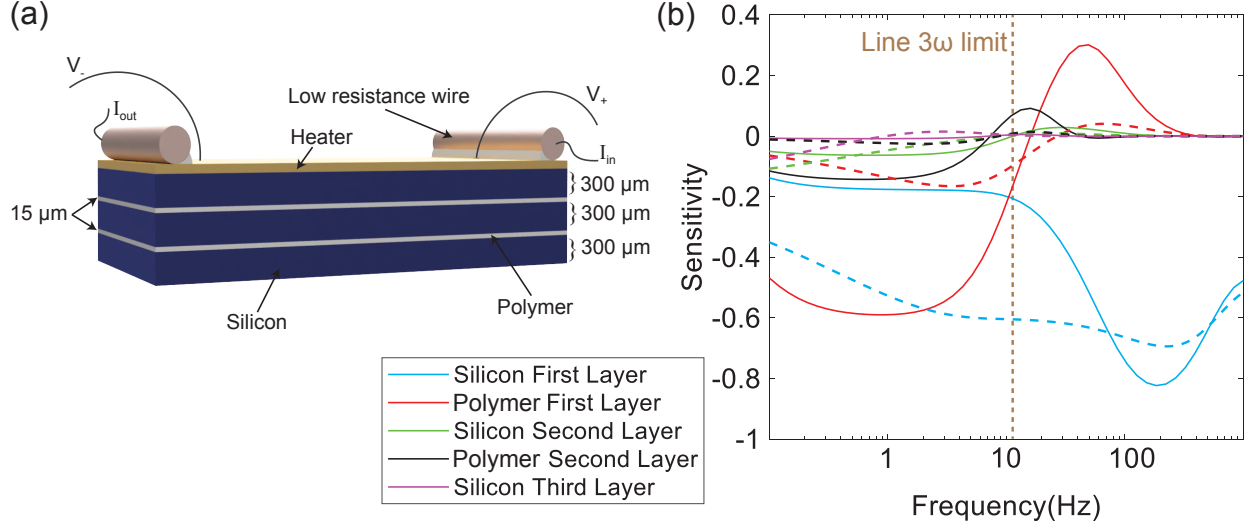 (a)
V-
Iout
Low resistance wire
V+
Heater
Iin
300 μm
15 μm
300 μm
300 μm
Polymer
Silicon
Silicon First Layer
Polymer First Layer
Silicon Second Layer
Polymer Second Layer
Silicon Third Layer
(b)
0.4
Line 3ω limit
0.2
0
-0.2
-0.4
-0.6
-0.8
-1
Sensitivity
1
10
100
Frequency(Hz)